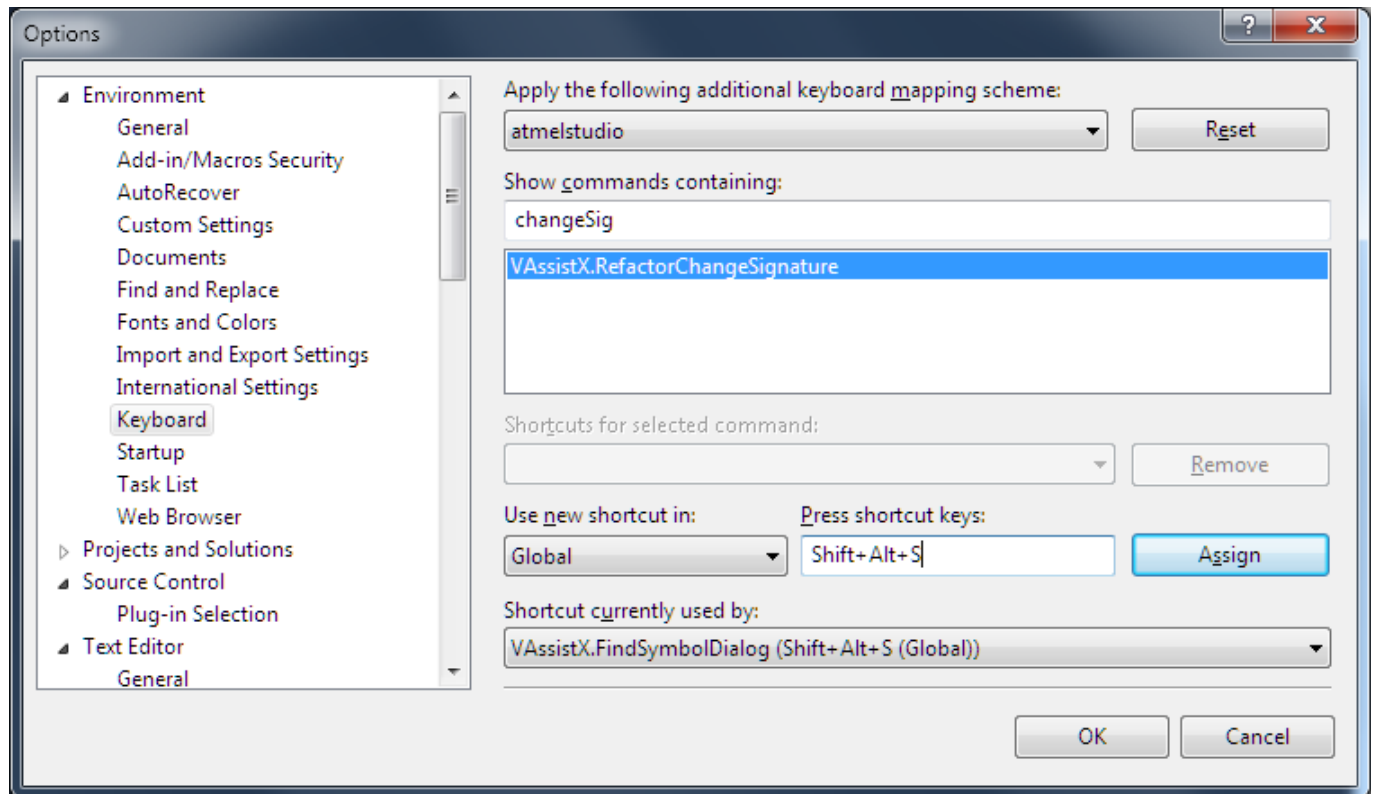 Options
?
X
Environment
General
Add-in/Macros Security
AutoRecover
Custom Settings
Documents
Find and Replace
Fonts and Colors
Import and Export Settings
International Settings
Keyboard
Startup
Task List
Web Browser
Projects and Solutions
Source Control
Plug-in Selection
Text Editor
General
Apply the following additional keyboard mapping scheme:
atmelstudio
Reset
Show commands containing:
changeSig
VAssistX.RefactorChangeSignature
Shortcuts for selected command:
Remove
Use new shortcut in:
Press shortcut keys:
Global
Shift+Alt+S
Assign
Shortcut currently used by:
VAssistX.FindSymbolDialog (Shift+Alt+S (Global))
OK
Cancel